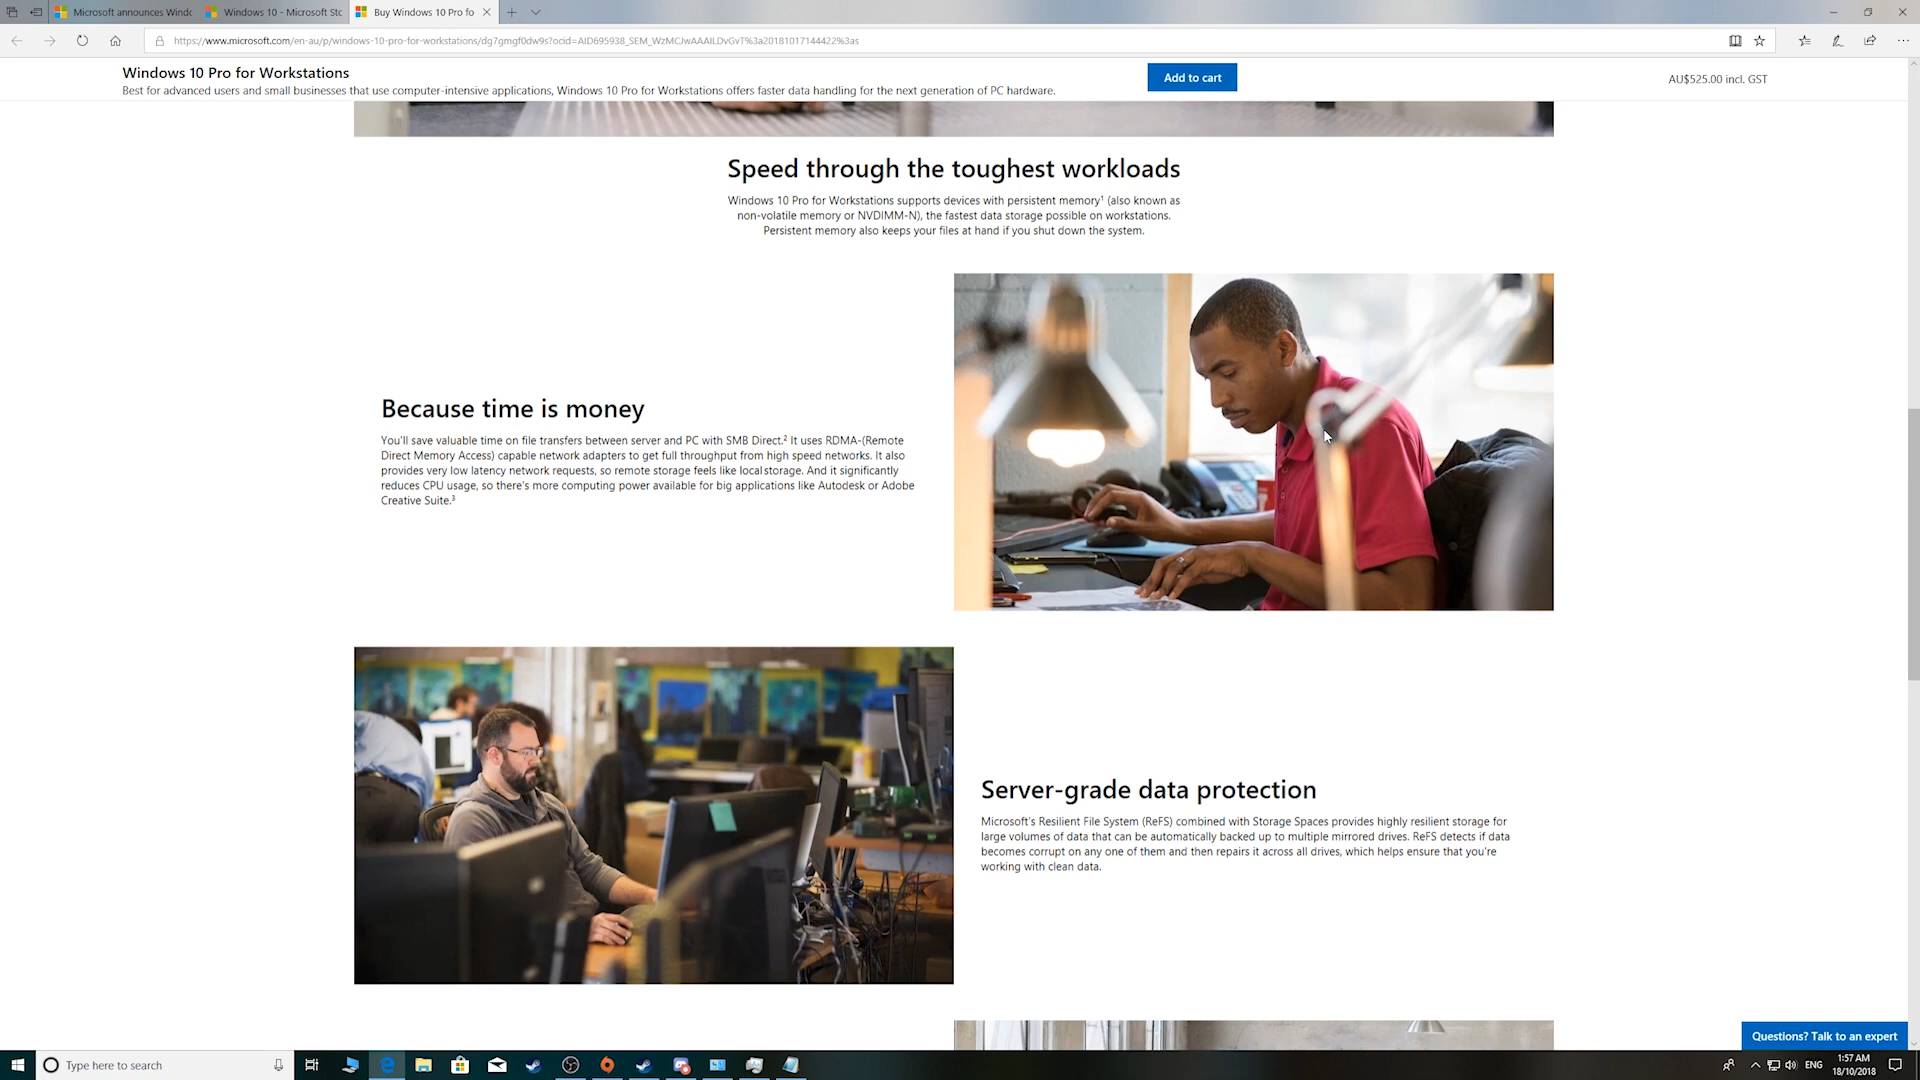 Microsoft announces Windo
Windows 10 - Microsoft Sto
Buy Windows 10 Pro fo
https://www.microsoft.com/en-au/p/windows-10-pro-for-workstations/dg7gmgf0dw9s?ocid=AID695938_SEM_WzMCJwAAAILDvGvT%3a20181017144422%3as
Windows 10 Pro for Workstations
Best for advanced users and small businesses that use computer-intensive applications, Windows 10 Pro for Workstations offers faster data handling for the next generation of PC hardware.
Add to cart
AU$525.00 incl. GST
Speed through the toughest workloads
Windows 10 Pro for Workstations supports devices with persistent memory¹ (also known as
non-volatile memory or NVDIMM-N), the fastest data storage possible on workstations.
Persistent memory also keeps your files at hand if you shut down the system.
Because time is money
You'll save valuable time on file transfers between server and PC with SMB Direct.² It uses RDMA-(Remote
Direct Memory Access) capable network adapters to get full throughput from high speed networks. It also
provides very low latency network requests, so remote storage feels like local storage. And it significantly
reduces CPU usage, so there's more computing power available for big applications like Autodesk or Adobe
Creative Suite.³
Server-grade data protection
Microsoft's Resilient File System (ReFS) combined with Storage Spaces provides highly resilient storage for
large volumes of data that can be automatically backed up to multiple mirrored drives. ReFS detects if data
becomes corrupt on any one of them and then repairs it across all drives, which helps ensure that you're
working with clean data.
Questions? Talk to an expert
Type here to search
ENG
1:57 AM
18/10/2018